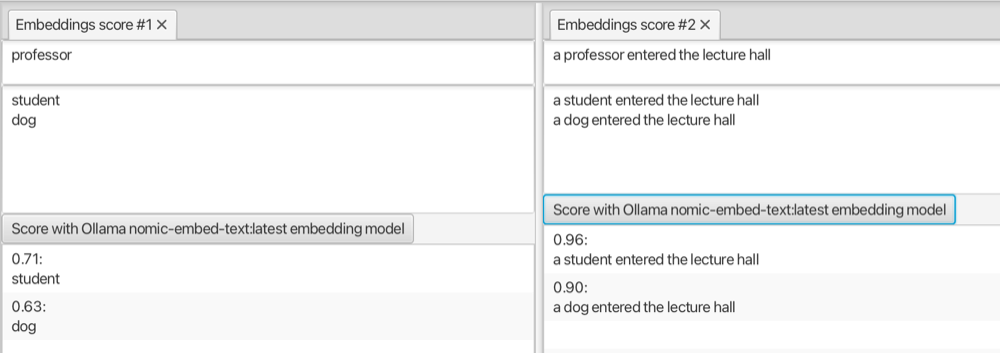 Embeddings score #1 ×
professor
student
dog
Score with Ollama nomic-embed-text:latest embedding model
0.71:
student
0.63:
dog
Embeddings score #2 ×
a professor entered the lecture hall
a student entered the lecture hall
a dog entered the lecture hall
Score with Ollama nomic-embed-text:latest embedding model
0.96:
a student entered the lecture hall
0.90:
a dog entered the lecture hall